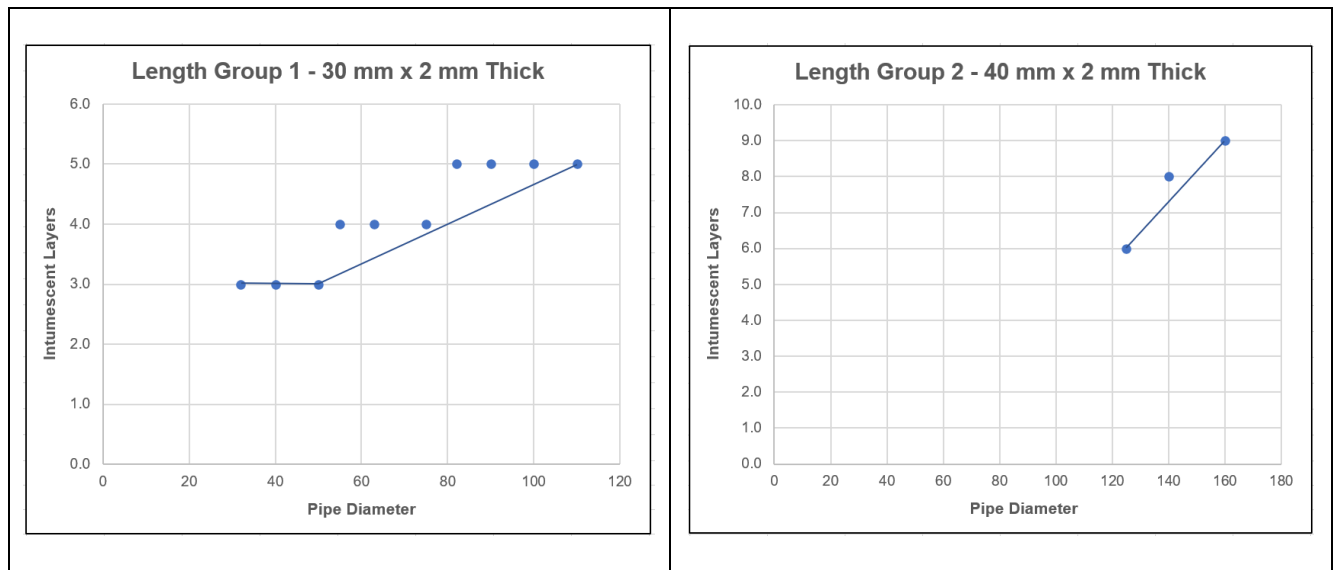 Length Group 1 - 30 mm x 2 mm Thick
6.0
5.0
4.0
3.0
2.0
1.0
0.0
Intumescent Layers
0 20 40 60 80 100 120
Pipe Diameter
Length Group 2 - 40 mm x 2 mm Thick
10.0
9.0
8.0
7.0
6.0
5.0
4.0
3.0
2.0
1.0
0.0
Intumescent Layers
0 20 40 60 80 100 120 140 160 180
Pipe Diameter